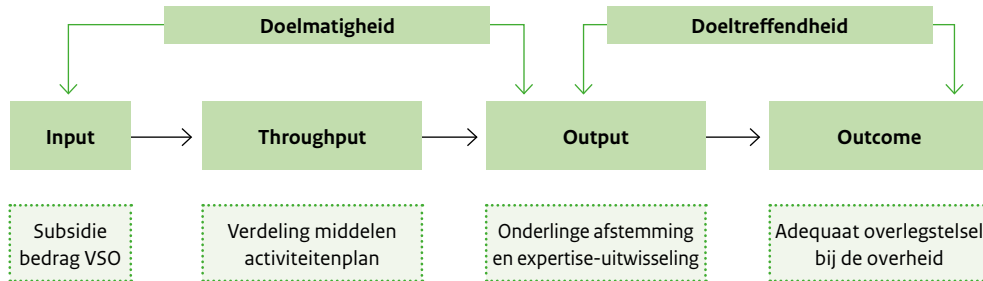 Doelmatigheid
Doeltreffendheid
Input
Throughput
Output
Outcome
Subsidie
bedrag VSO
Verdeling middelen
activiteitenplan
Onderlinge afstemming
en expertise-uitwisseling
Adequaat overlegstelsel
bij de overheid